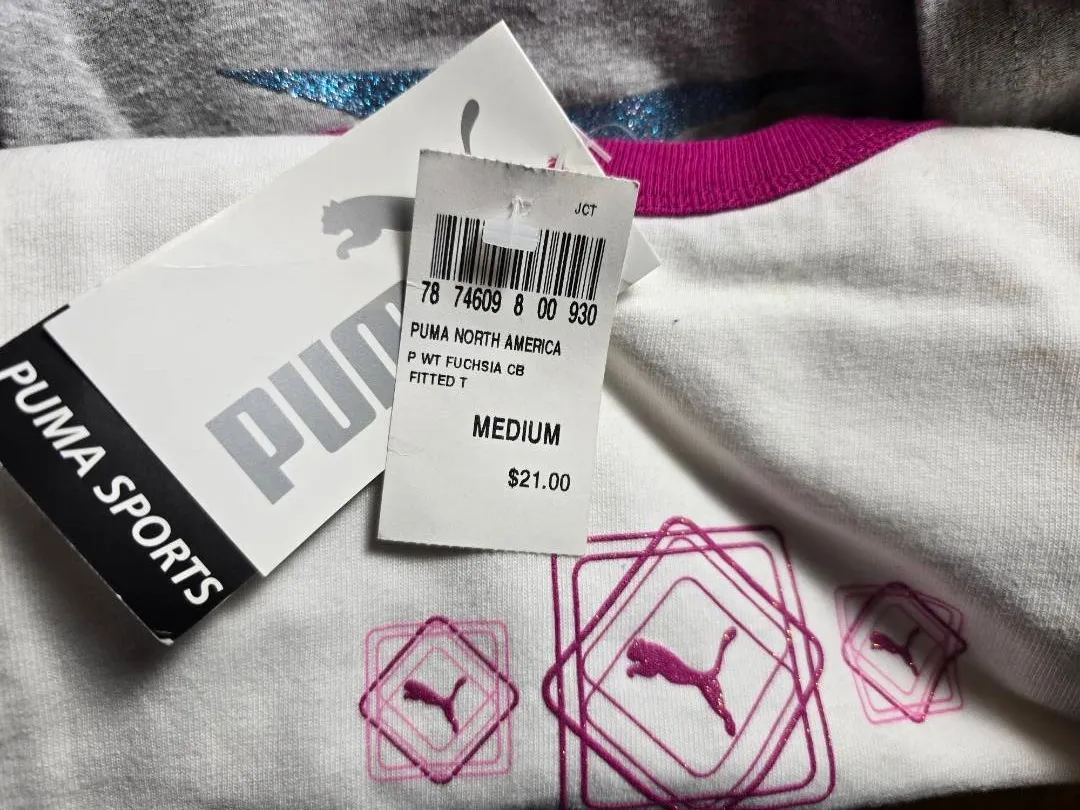 JCT
78 74609 8 00 930
PUMA NORTH AMERICA
P WT FUCHSIA CB
FITTED T
MEDIUM
$21.00
PUMA
PUMA SPORTS